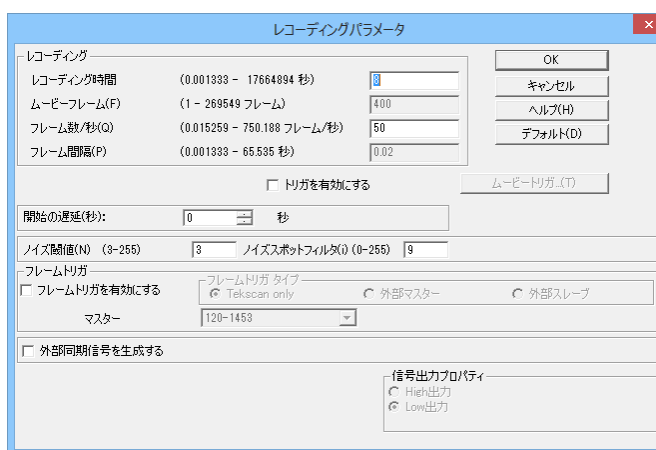 レコーディングパラメータ
レコーディング
レコーディング時間 (0.001333 - 17664894 秒) 8
ムービーフレーム(F) (1 - 269549 フレーム) 400
フレーム数/秒(Q) (0.015259 - 750.188 フレーム/秒) 50
フレーム間隔(P) (0.001333 - 65.535 秒) 0.02
OK
キャンセル
ヘルプ(H)
デフォルト(D)
トリガを有効にする ムービートリガ...(T)
開始の遅延(秒): 0 秒
ノイズ閾値(N) (3-255) 3 ノイズスポットフィルタ(i) (0-255) 9
フレームトリガ
フレームトリガを有効にする
フレームトリガ タイプ
Tekscan only 外部マスター 外部スレーブ
マスター 120-1453
外部同期信号を生成する
信号出力プロパティ
High出力
Low出力